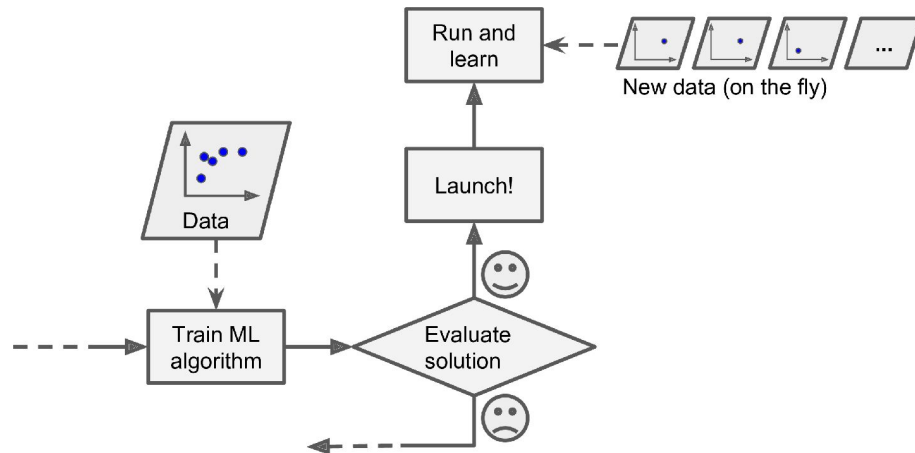 Run and
learn
...
New data (on the fly)
Launch!
Data
Train ML
algorithm
Evaluate
solution